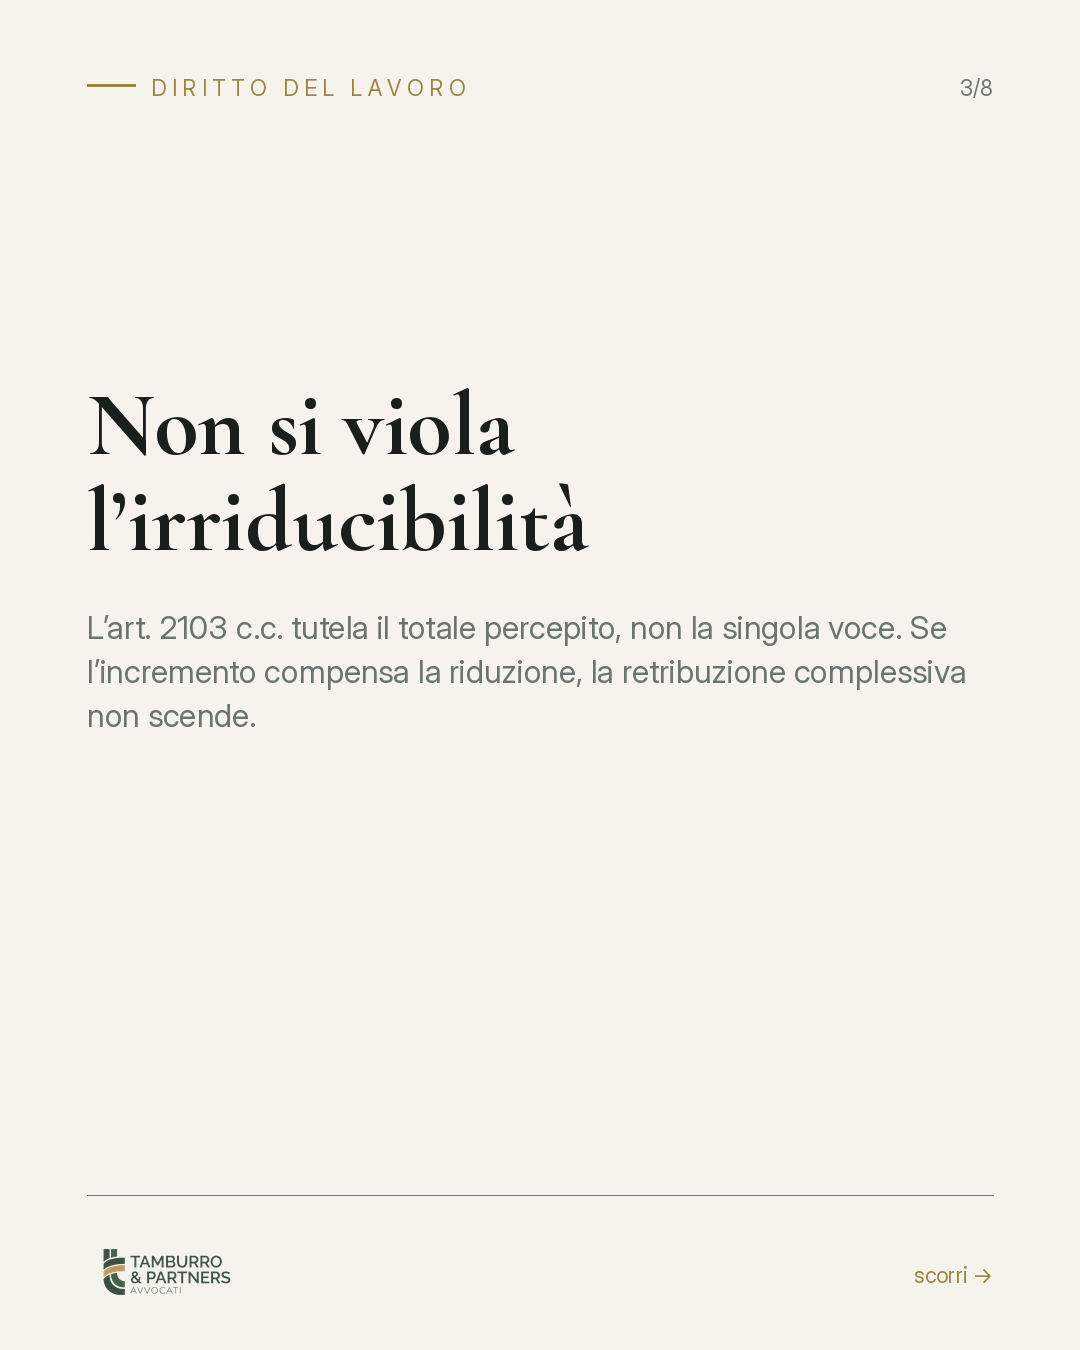 DIRITTO DEL LAVORO
3/8
Non si viola
l’irriducibilità
L’art. 2103 c.c. tutela il totale percepito, non la singola voce. Se
l’incremento compensa la riduzione, la retribuzione complessiva
non scende.
TAMBURRO
& PARTNERS
AVVOCATI
scorri →